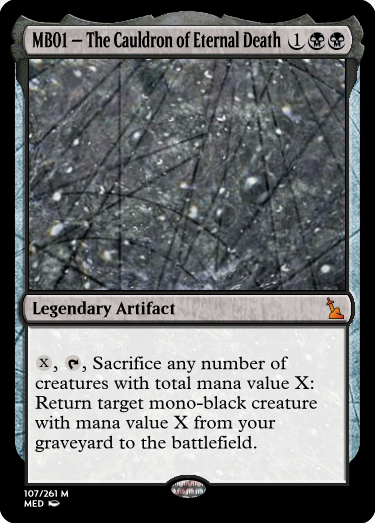 MB01 – The Cauldron of Eternal Death 1
Legendary Artifact
X, , Sacrifice any number of
creatures with total mana value X:
Return target mono-black creature
with mana value X from your
graveyard to the battlefield.
107/261 M
MED